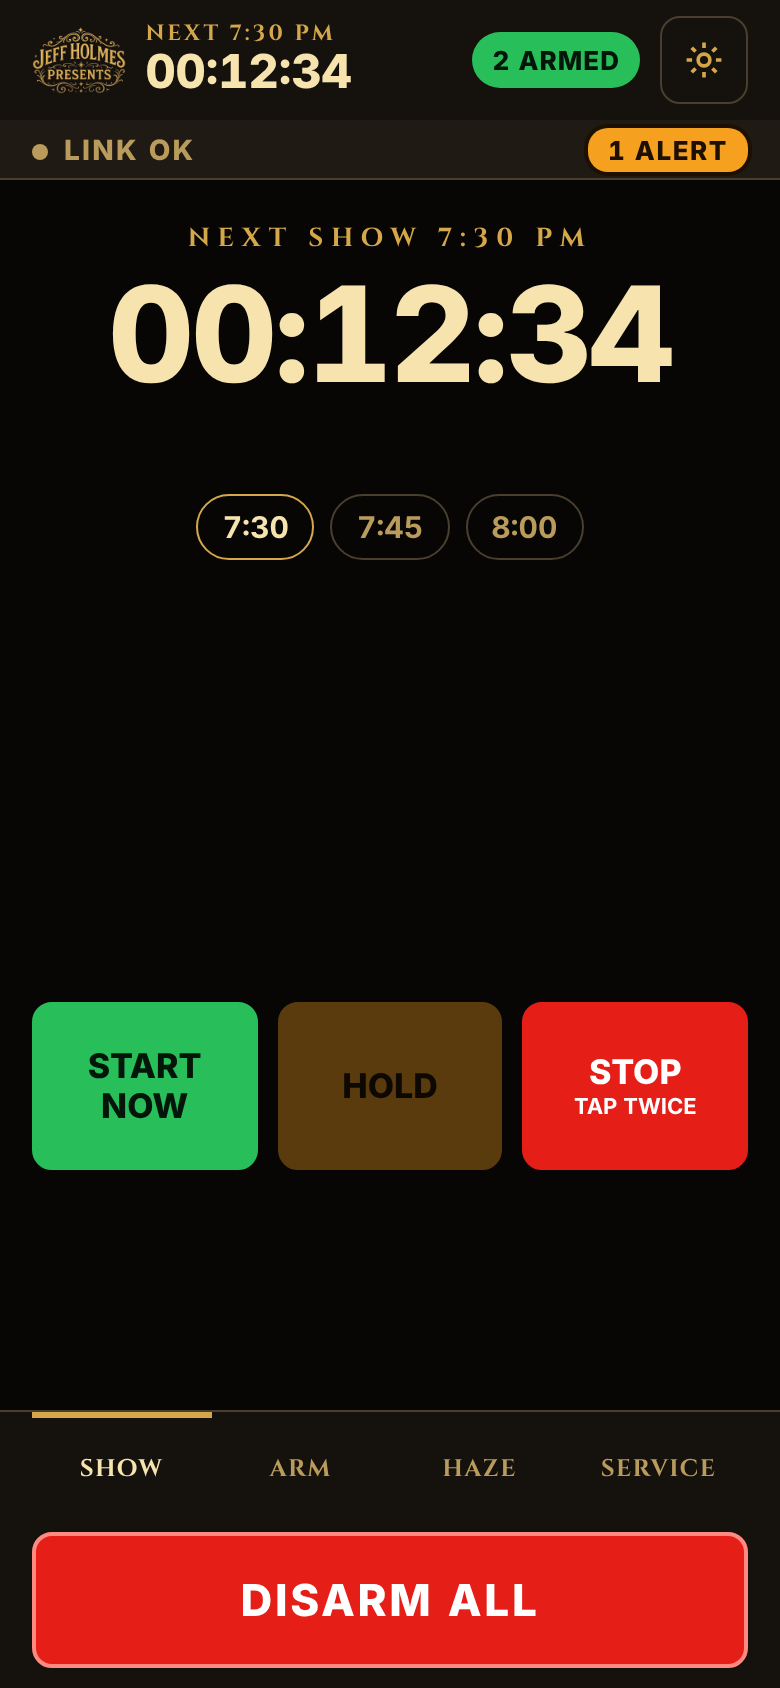 JEFF HOLMES
PRESENTS
NEXT 7:30 PM
00:12:34
2 ARMED
LINK OK
1 ALERT
NEXT SHOW 7:30 PM
00:12:34
7:30
7:45
8:00
START
NOW
HOLD
STOP
TAP TWICE
SHOW
ARM
HAZE
SERVICE
DISARM ALL